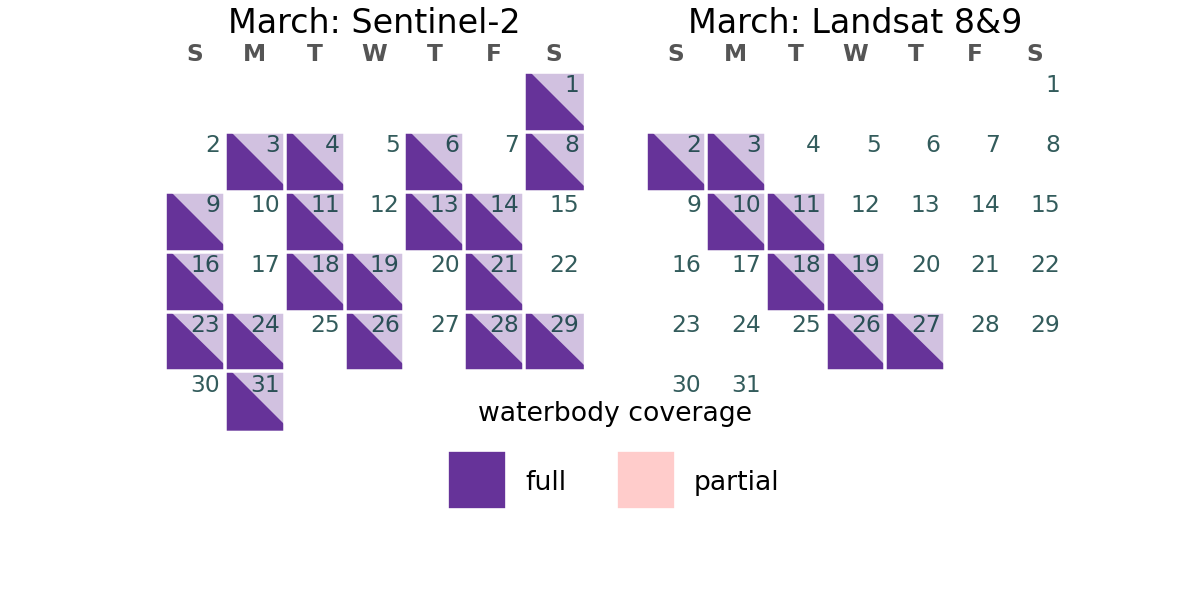 March: Sentinel-2
S M T W T F S
1
2 3 4 5 6 7 8
9 10 11 12 13 14 15
16 17 18 19 20 21 22
23 24 25 26 27 28 29
30 31
March: Landsat 8&9
S M T W T F S
1
2 3 4 5 6 7 8
9 10 11 12 13 14 15
16 17 18 19 20 21 22
23 24 25 26 27 28 29
30 31
waterbody coverage
full partial